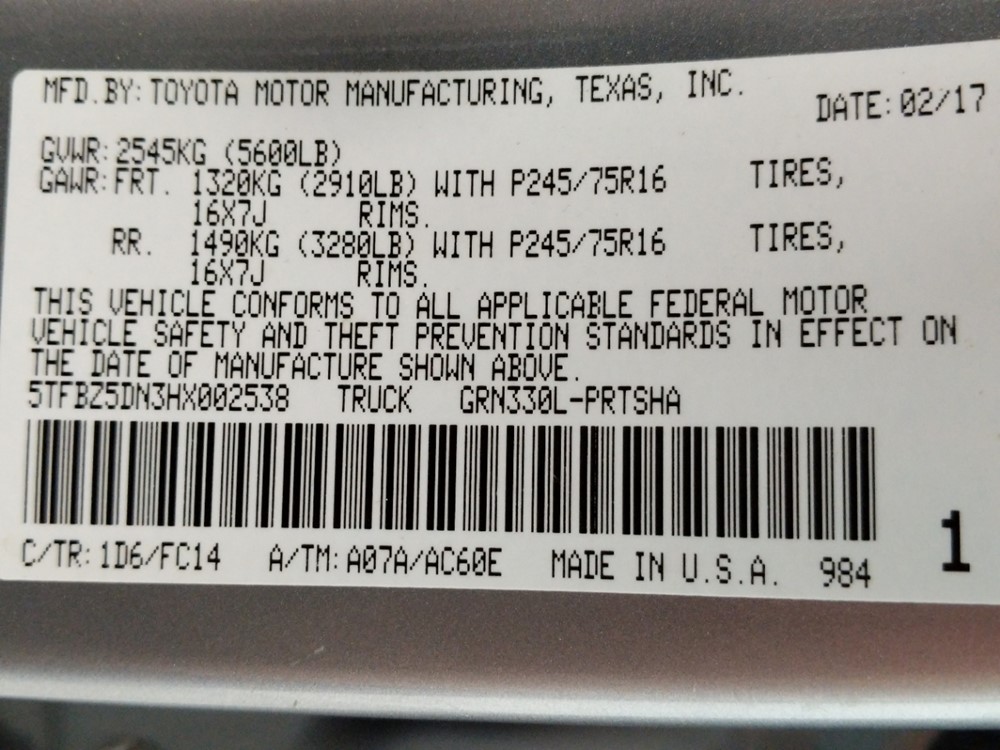 MFD.BY: TOYOTA MOTOR MANUFACTURING, TEXAS, INC. DATE: 02/17
GVWR: 2545KG (5600LB)
GAWR: FRT. 1320KG (2910LB) WITH P245/75R16 TIRES,
16X7J RIMS.
RR. 1490KG (3280LB) WITH P245/75R16 TIRES,
16X7J RIMS.
THIS VEHICLE CONFORMS TO ALL APPLICABLE FEDERAL MOTOR
VEHICLE SAFETY AND THEFT PREVENTION STANDARDS IN EFFECT ON
THE DATE OF MANUFACTURE SHOWN ABOVE.
5TFBZ5DN3HX002538 TRUCK GRN330L-PRTSHA
C/TR: 1D6/FC14 A/TM: A07A/AC60E MADE IN U.S.A. 984 1